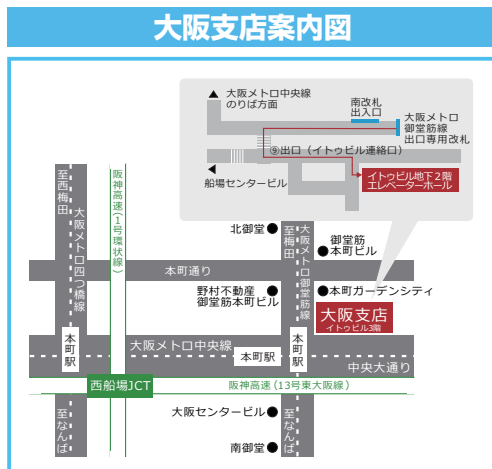 大阪支店案内図
大阪メトロ中央線
のりば方面
南改札
出入口
大阪メトロ
御堂筋線
出口専用改札
⑨出口（イトゥビル連絡口）
船場センタービル
イトゥビル地下2階
エレベーターホール
至西梅田
大阪メトロ四つ橋線
阪神高速（1号環状線）
北御堂
至梅田
大阪メトロ御堂筋線
御堂筋
本町ビル
本町通り
野村不動産
御堂筋本町ビル
本町ガーデンシティ
大阪支店
イトゥビル3階
本町駅
大阪メトロ中央線
本町駅
本町駅
中央大通り
西船場JCT
阪神高速（13号東大阪線）
至なんば
大阪センタービル
至なんば
南御堂